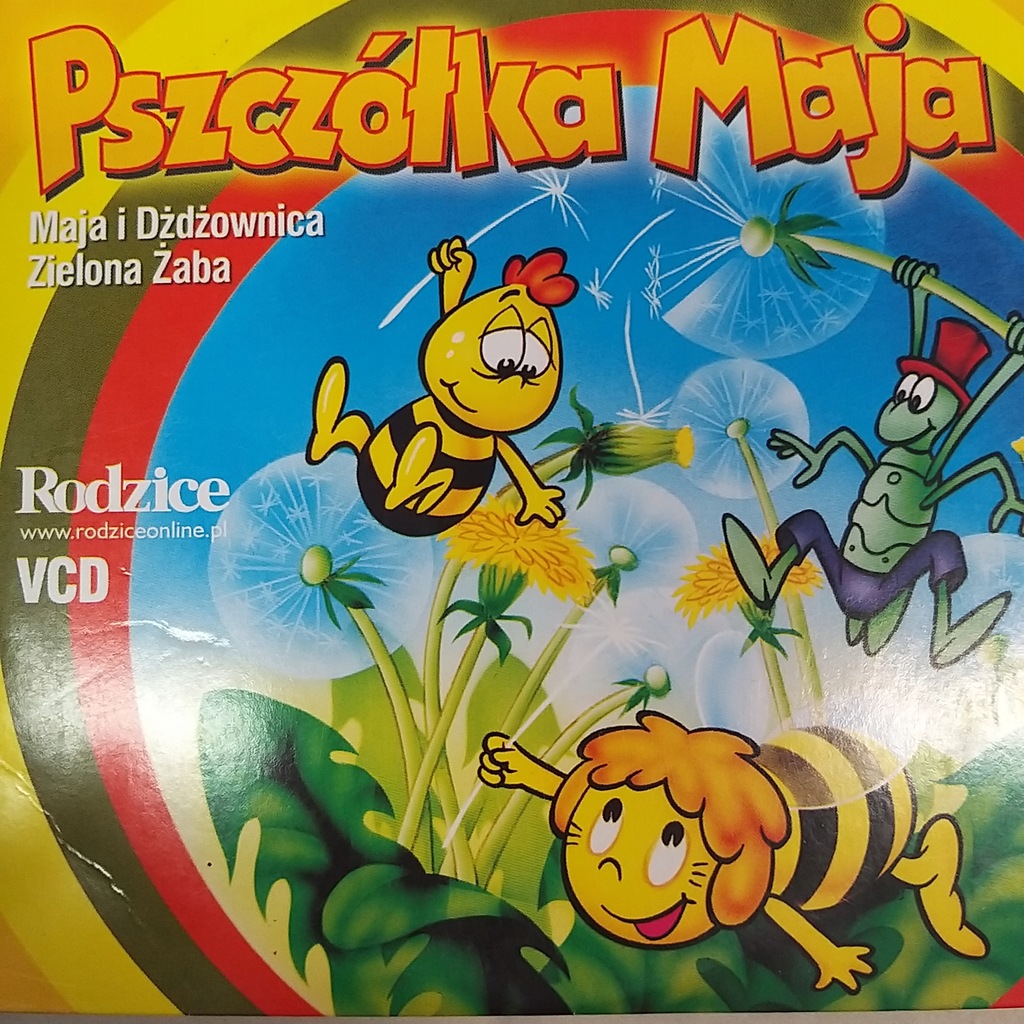 Pszczółka Maja
Maja i Dżdżownica
Zielona Żaba
Rodzice
www.rodziceonline.pl
VCD